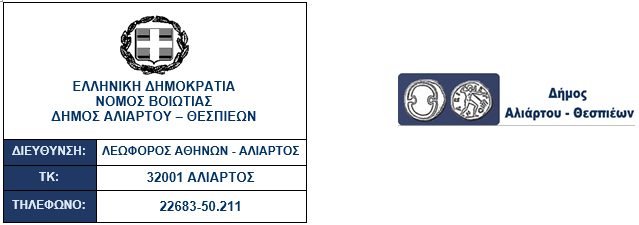 ΕΛΛΗΝΙΚΗ ΔΗΜΟΚΡΑΤΙΑ
ΝΟΜΟΣ ΒΟΙΩΤΙΑΣ
ΔΗΜΟΣ ΑΛΙΑΡΤΟΥ – ΘΕΣΠΙΕΩΝ
ΔΙΕΥΘΥΝΣΗ: ΛΕΩΦΟΡΟΣ ΑΘΗΝΩΝ - ΑΛΙΑΡΤΟΣ
ΤΚ: 32001 ΑΛΙΑΡΤΟΣ
ΤΗΛΕΦΩΝΟ: 22683-50.211
Δήμος
Αλιάρτου - Θεσπιέων